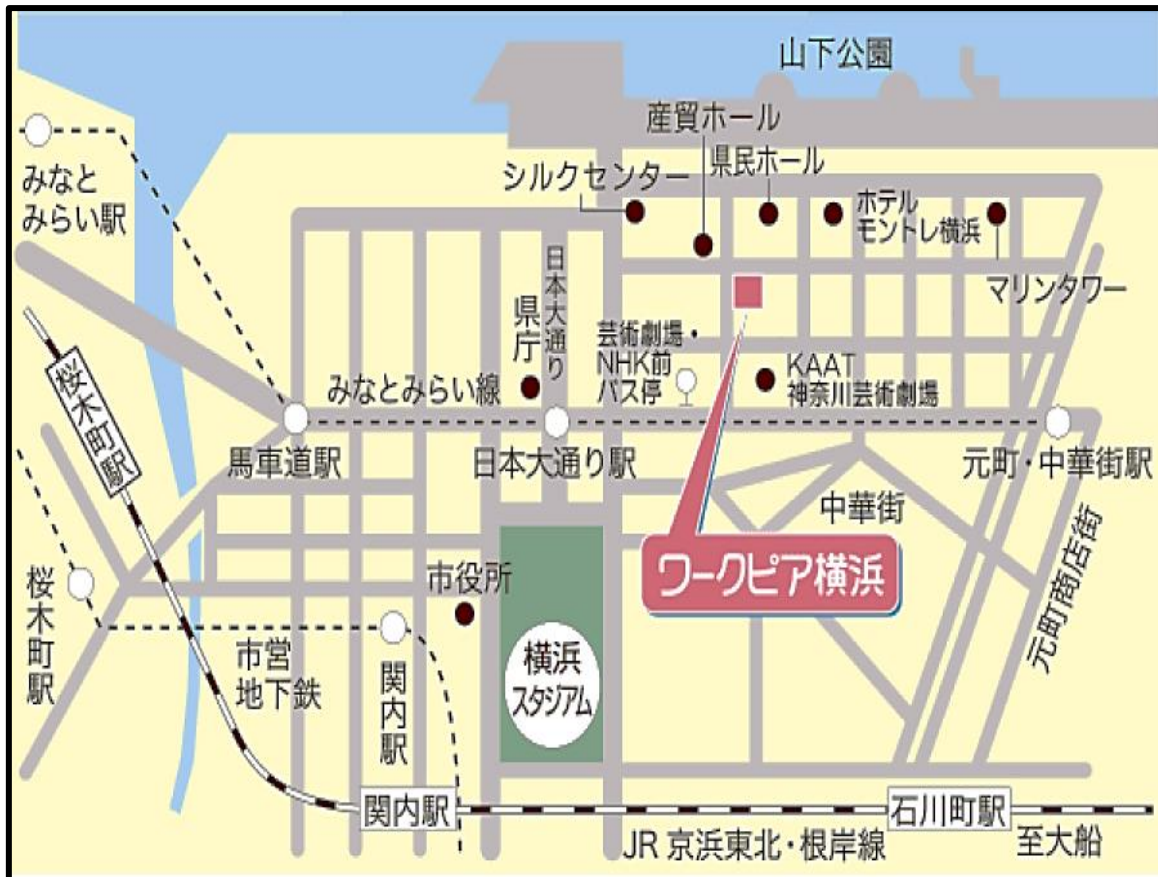 山下公園
産貿ホール
県民ホール
シルクセンター
ホテル
モントレ横浜
マリンタワー
みなと
みらい駅
日本大通り
県庁
芸術劇場・
NHK前
バス停
KAAT
神奈川芸術劇場
みなとみらい線
桜木町駅
馬車道駅
日本大通り駅
元町・中華街駅
中華街
ワークピア横浜
元町商店街
市役所
桜木町駅
市営
地下鉄
関内駅
横浜
スタジアム
関内駅
石川町駅
JR 京浜東北・根岸線
至大船